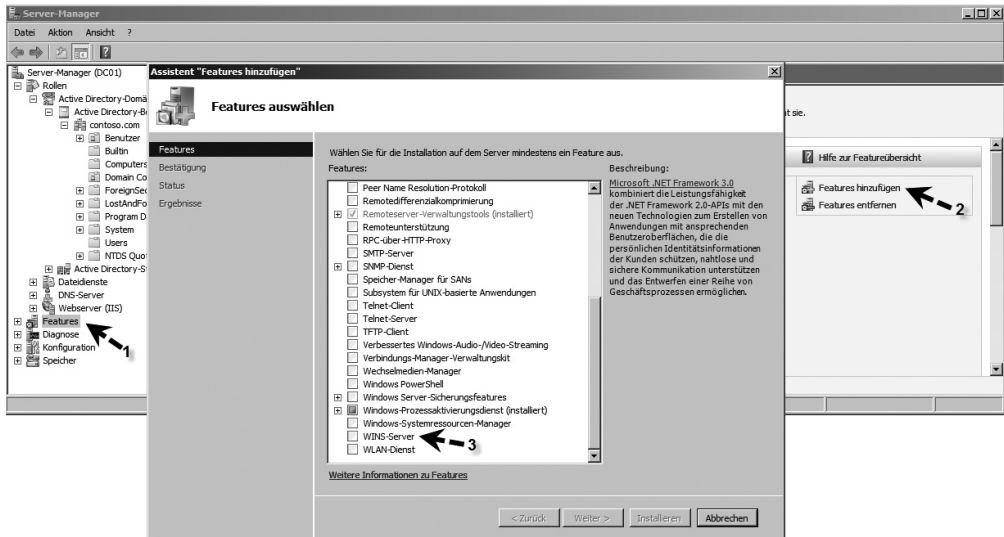 Server-Manager
Datei Aktion Ansicht ?
Server-Manager (DC01)
Rollen
Active Directory-Domä
Active Directory-B
contoso.com
Benutzer
Builtin
Computers
Domain Co
ForeignSec
LostAndFo
Program D
System
Users
NTDS Quo
Active Directory-S
Dateidienste
DNS-Server
Webserver (IIS)
Features
Diagnose
Konfiguration
Speicher
1
Assistent "Features hinzufügen"
Features auswählen
Features
Bestätigung
Status
Ergebnisse
Wählen Sie für die Installation auf dem Server mindestens ein Feature aus.
Features:
Peer Name Resolution-Protokoll
Remotedifferenzialkomprimierung
Remoteserver-Verwaltungstools (installiert)
Remoteunterstützung
RPC-über-HTTP-Proxy
SMTP-Server
SNMP-Dienst
Speicher-Manager für SANs
Subsystem für UNIX-basierte Anwendungen
Telnet-Client
Telnet-Server
TFTP-Client
Verbessertes Windows-Audio-/Video-Streaming
Verbindungs-Manager-Verwaltungskit
Wechselmedien-Manager
Windows PowerShell
Windows Server-Sicherungsfeatures
Windows-Prozessaktivierungsdienst (installiert)
Windows-Systemressourcen-Manager
WINS-Server
3
WLAN-Dienst
Weitere Informationen zu Features
Beschreibung:
Microsoft .NET Framework 3.0
kombiniert die Leistungsfähigkeit
der .NET Framework 2.0-APIs mit den
neuen Technologien zum Erstellen von
Anwendungen mit ansprechenden
Benutzeroberflächen, die die
persönlichen Identitätsinformationen
der Kunden schützen, nahtlose und
sichere Kommunikation unterstützen
und das Entwerfen einer Reihe von
Geschäftsprozessen ermöglichen.
< Zurück Weiter > Installieren Abbrechen
ht sie.
Hilfe zur Featureübersicht
Features hinzufügen
Features entfernen
2